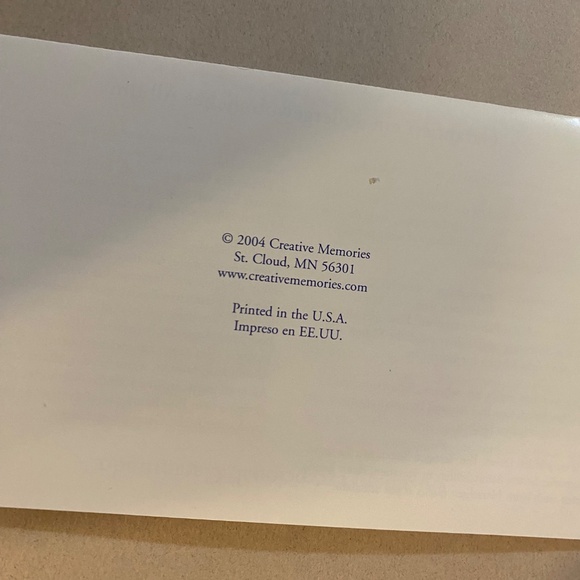 © 2004 Creative Memories
St. Cloud, MN 56301
www.creativememories.com
Printed in the U.S.A.
Impreso en EE.UU.